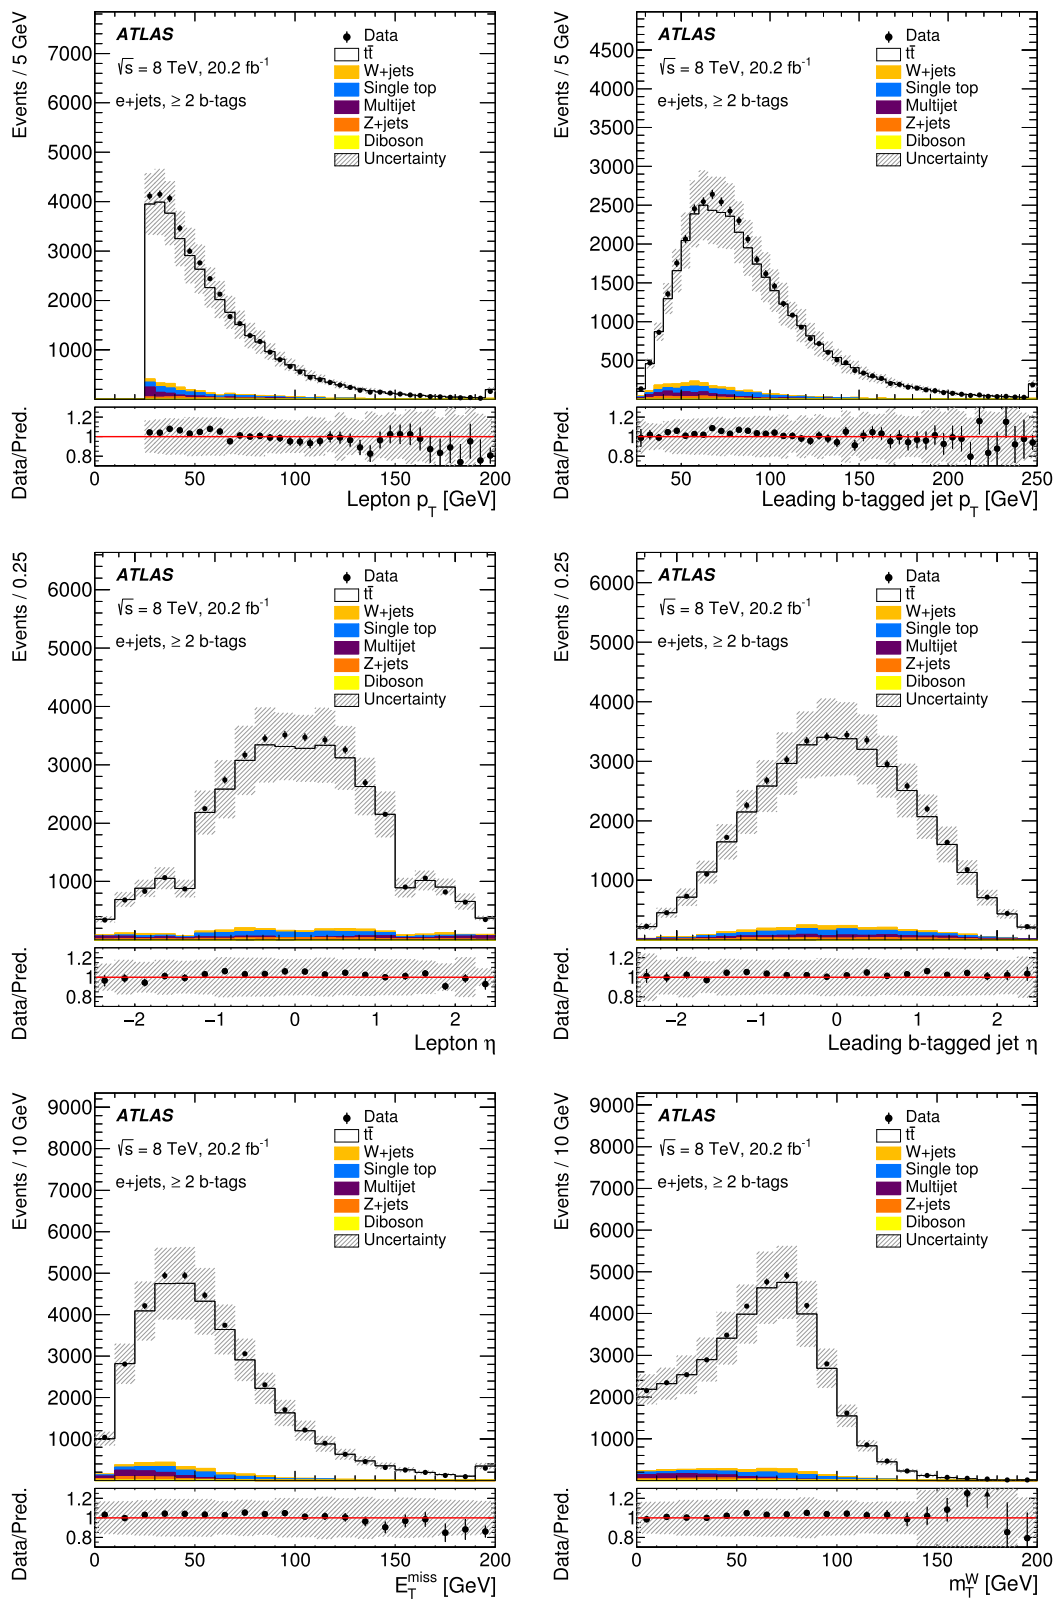 Events / 5 GeV
7000
6000
5000
4000
3000
2000
1000
ATLAS
√s = 8 TeV, 20.2 fb⁻¹
e+jets, ≥ 2 b-tags
Data
tt̄
W+jets
Single top
Multijet
Z+jets
Diboson
Uncertainty
Data/Pred.
1.2
1
0.8
0 50 100 150 200
Lepton p_T [GeV]
Events / 5 GeV
4500
4000
3500
3000
2500
2000
1500
1000
500
ATLAS
√s = 8 TeV, 20.2 fb⁻¹
e+jets, ≥ 2 b-tags
Data
tt̄
W+jets
Single top
Multijet
Z+jets
Diboson
Uncertainty
Data/Pred.
1.2
1
0.8
50 100 150 200 250
Leading b-tagged jet p_T [GeV]
Events / 0.25
6000
5000
4000
3000
2000
1000
ATLAS
√s = 8 TeV, 20.2 fb⁻¹
e+jets, ≥ 2 b-tags
Data
tt̄
W+jets
Single top
Multijet
Z+jets
Diboson
Uncertainty
Data/Pred.
1.2
1
0.8
−2 −1 0 1 2
Lepton η
Events / 0.25
6000
5000
4000
3000
2000
1000
ATLAS
√s = 8 TeV, 20.2 fb⁻¹
e+jets, ≥ 2 b-tags
Data
tt̄
W+jets
Single top
Multijet
Z+jets
Diboson
Uncertainty
Data/Pred.
1.2
1
0.8
−2 −1 0 1 2
Leading b-tagged jet η
Events / 10 GeV
9000
8000
7000
6000
5000
4000
3000
2000
1000
ATLAS
√s = 8 TeV, 20.2 fb⁻¹
e+jets, ≥ 2 b-tags
Data
tt̄
W+jets
Single top
Multijet
Z+jets
Diboson
Uncertainty
Data/Pred.
1.2
1
0.8
0 50 100 150 200
E_T^miss [GeV]
Events / 10 GeV
9000
8000
7000
6000
5000
4000
3000
2000
1000
ATLAS
√s = 8 TeV, 20.2 fb⁻¹
e+jets, ≥ 2 b-tags
Data
tt̄
W+jets
Single top
Multijet
Z+jets
Diboson
Uncertainty
Data/Pred.
1.2
1
0.8
0 50 100 150 200
m_T^W [GeV]